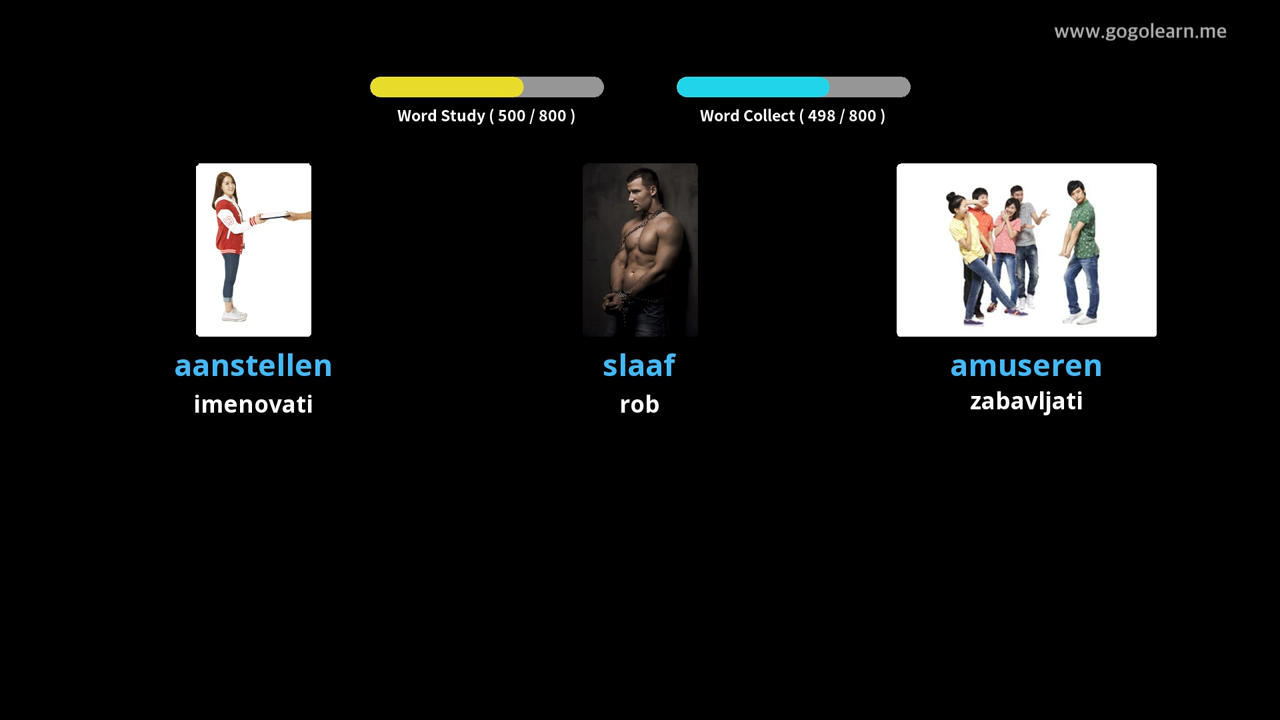 www.gogolearn.me
Word Study ( 500 / 800 )
Word Collect ( 498 / 800 )
aanstellen
imenovati
slaaf
rob
amuseren
zabavljati